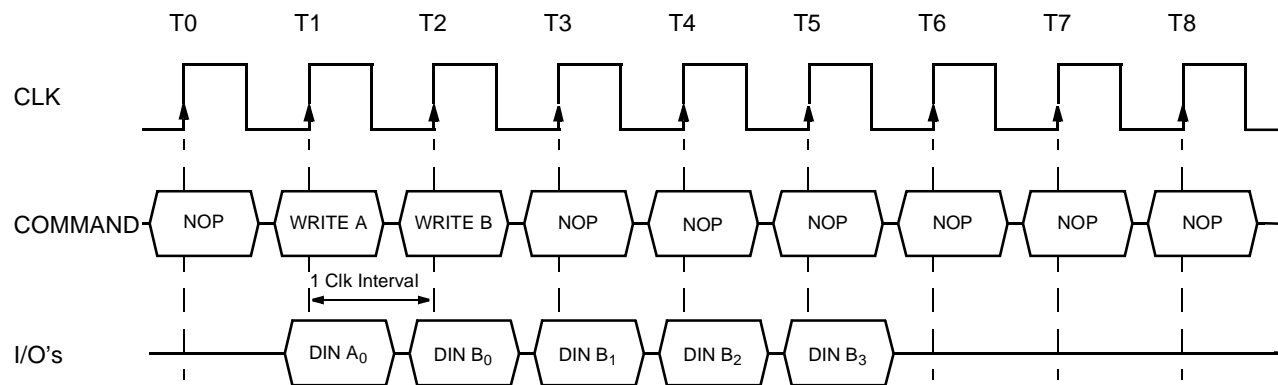 T0 T1 T2 T3 T4 T5 T6 T7 T8
CLK
COMMAND NOP WRITE A WRITE B NOP NOP NOP NOP NOP NOP
1 Clk Interval
I/O's DIN A0 DIN B0 DIN B1 DIN B2 DIN B3